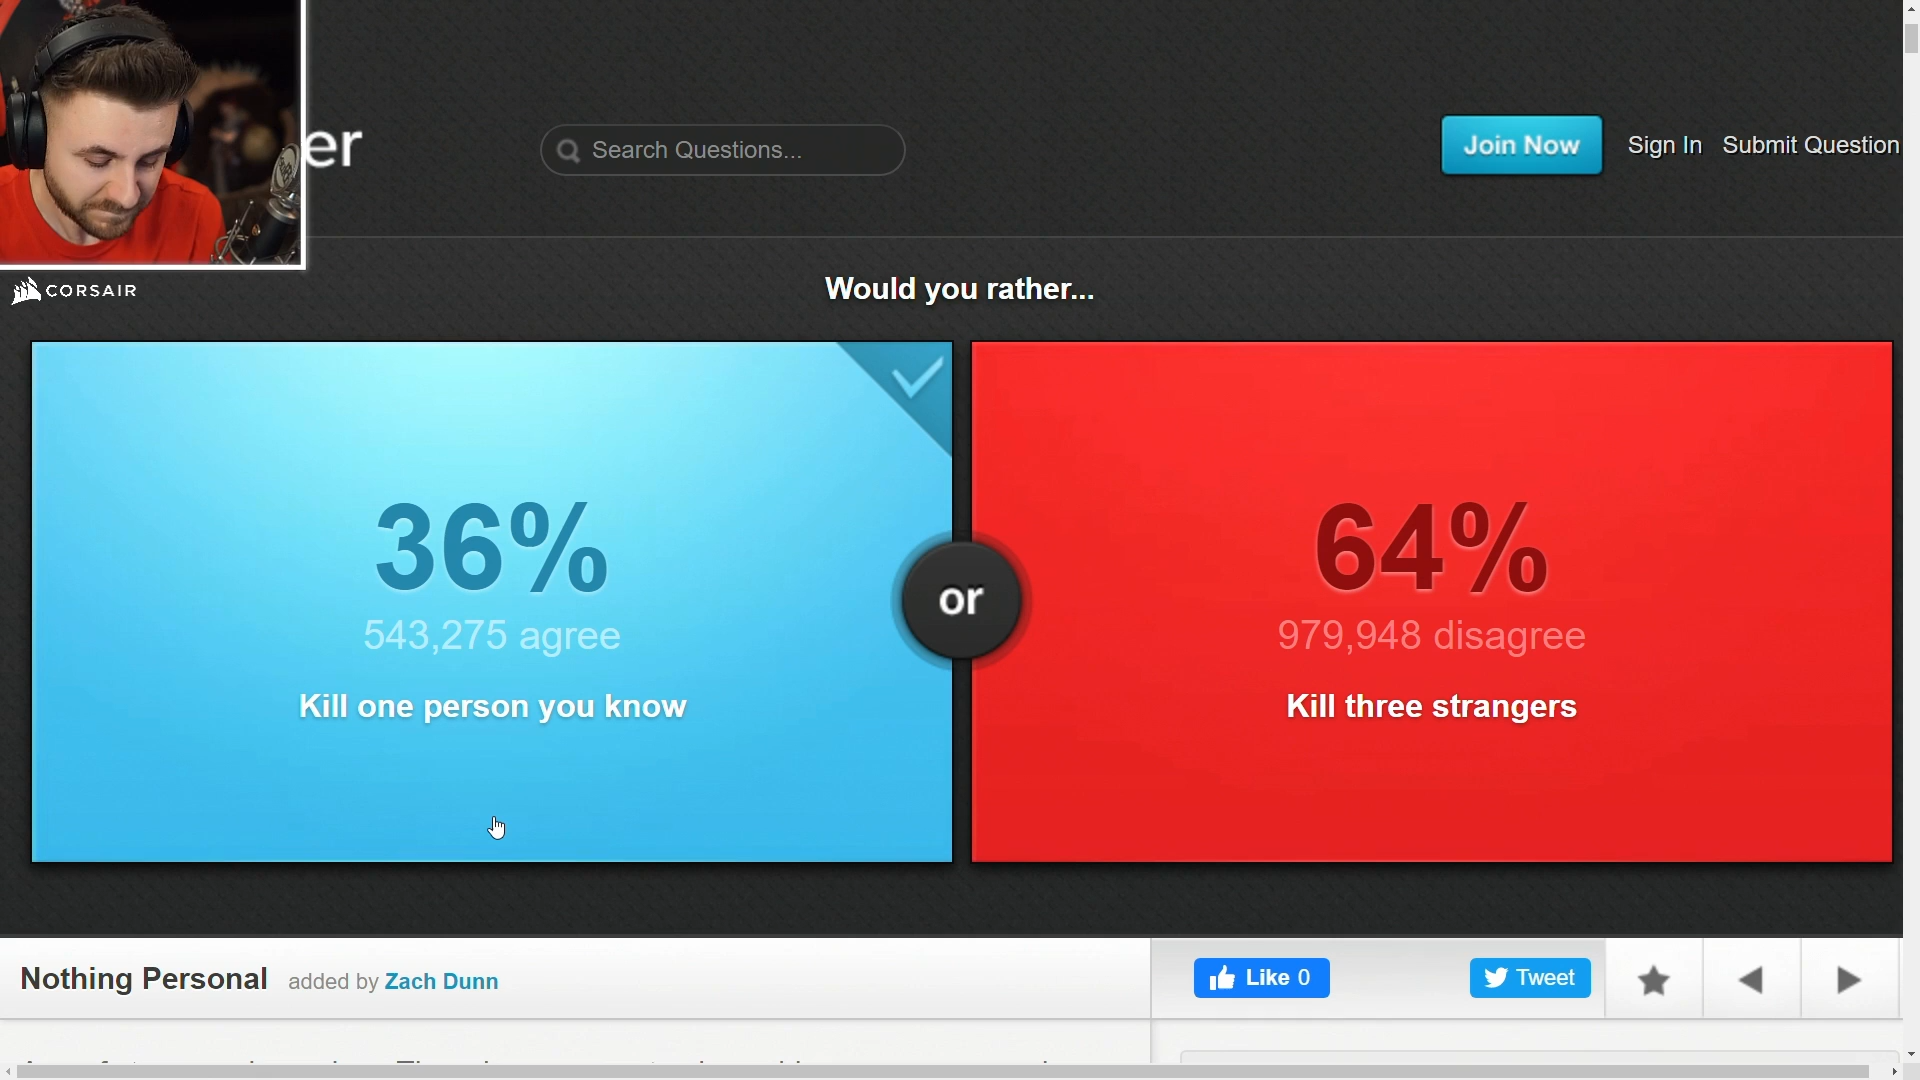 er
Search Questions...
Join Now
Sign In
Submit Question
CORSAIR
Would you rather...
36%
543,275 agree
Kill one person you know
or
64%
979,948 disagree
Kill three strangers
Nothing Personal added by Zach Dunn
Like 0
Tweet